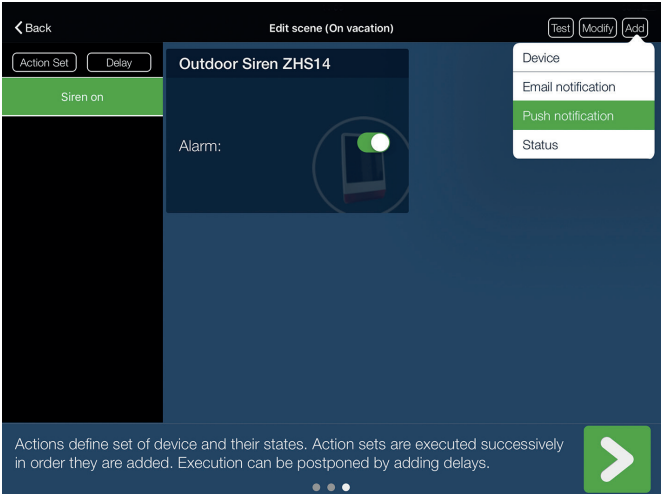 Back
Edit scene (On vacation)
Test
Modify
Add
Action Set
Delay
Siren on
Outdoor Siren ZHS14
Alarm:
Device
Email notification
Push notification
Status
Actions define set of device and their states. Action sets are executed successively
in order they are added. Execution can be postponed by adding delays.